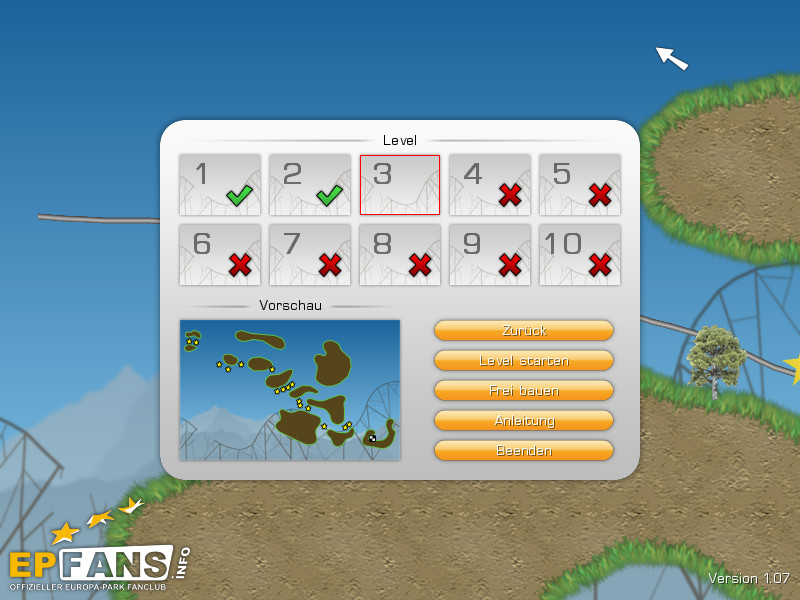 Level
1 2 3 4 5
6 7 8 9 10
Vorschau
Zurück
Level starten
Frei bauen
Anleitung
Beenden
EPFANS.INFO
OFFIZIELLER EUROPA-PARK FANCLUB
Version 1.07